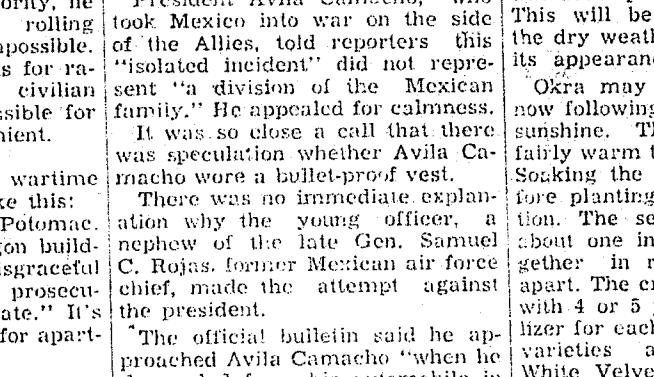 ority, he
rolling
possible.
s for ra-
civilian
ssible for
nient.
wartime
ke this:
Potomac.
gon build-
sgraceful
prosecu-
ate." It's
for apart-
President Avila Camacho, who
took Mexico into war on the side
of the Allies, told reporters this
"isolated incident" did not repre-
sent "a division of the Mexican
family." He appealed for calmness.
It was so close a call that there
was speculation whether Avila Ca-
macho wore a bullet-proof vest.
There was no immediate explan-
ation why the young officer, a
nephew of the late Gen. Samuel
C. Rojas, former Mexican air force
chief, made the attempt against
the president.
The official bulletin said he ap-
proached Avila Camacho "when he
This will be
the dry weath
its appearan
Okra may
now following
sunshine. T
fairly warm t
Soaking the
fore planting
tion. The se
about one in
gether in r
apart. The c
with 4 or 5
lizer for each
varieties a
White Velve